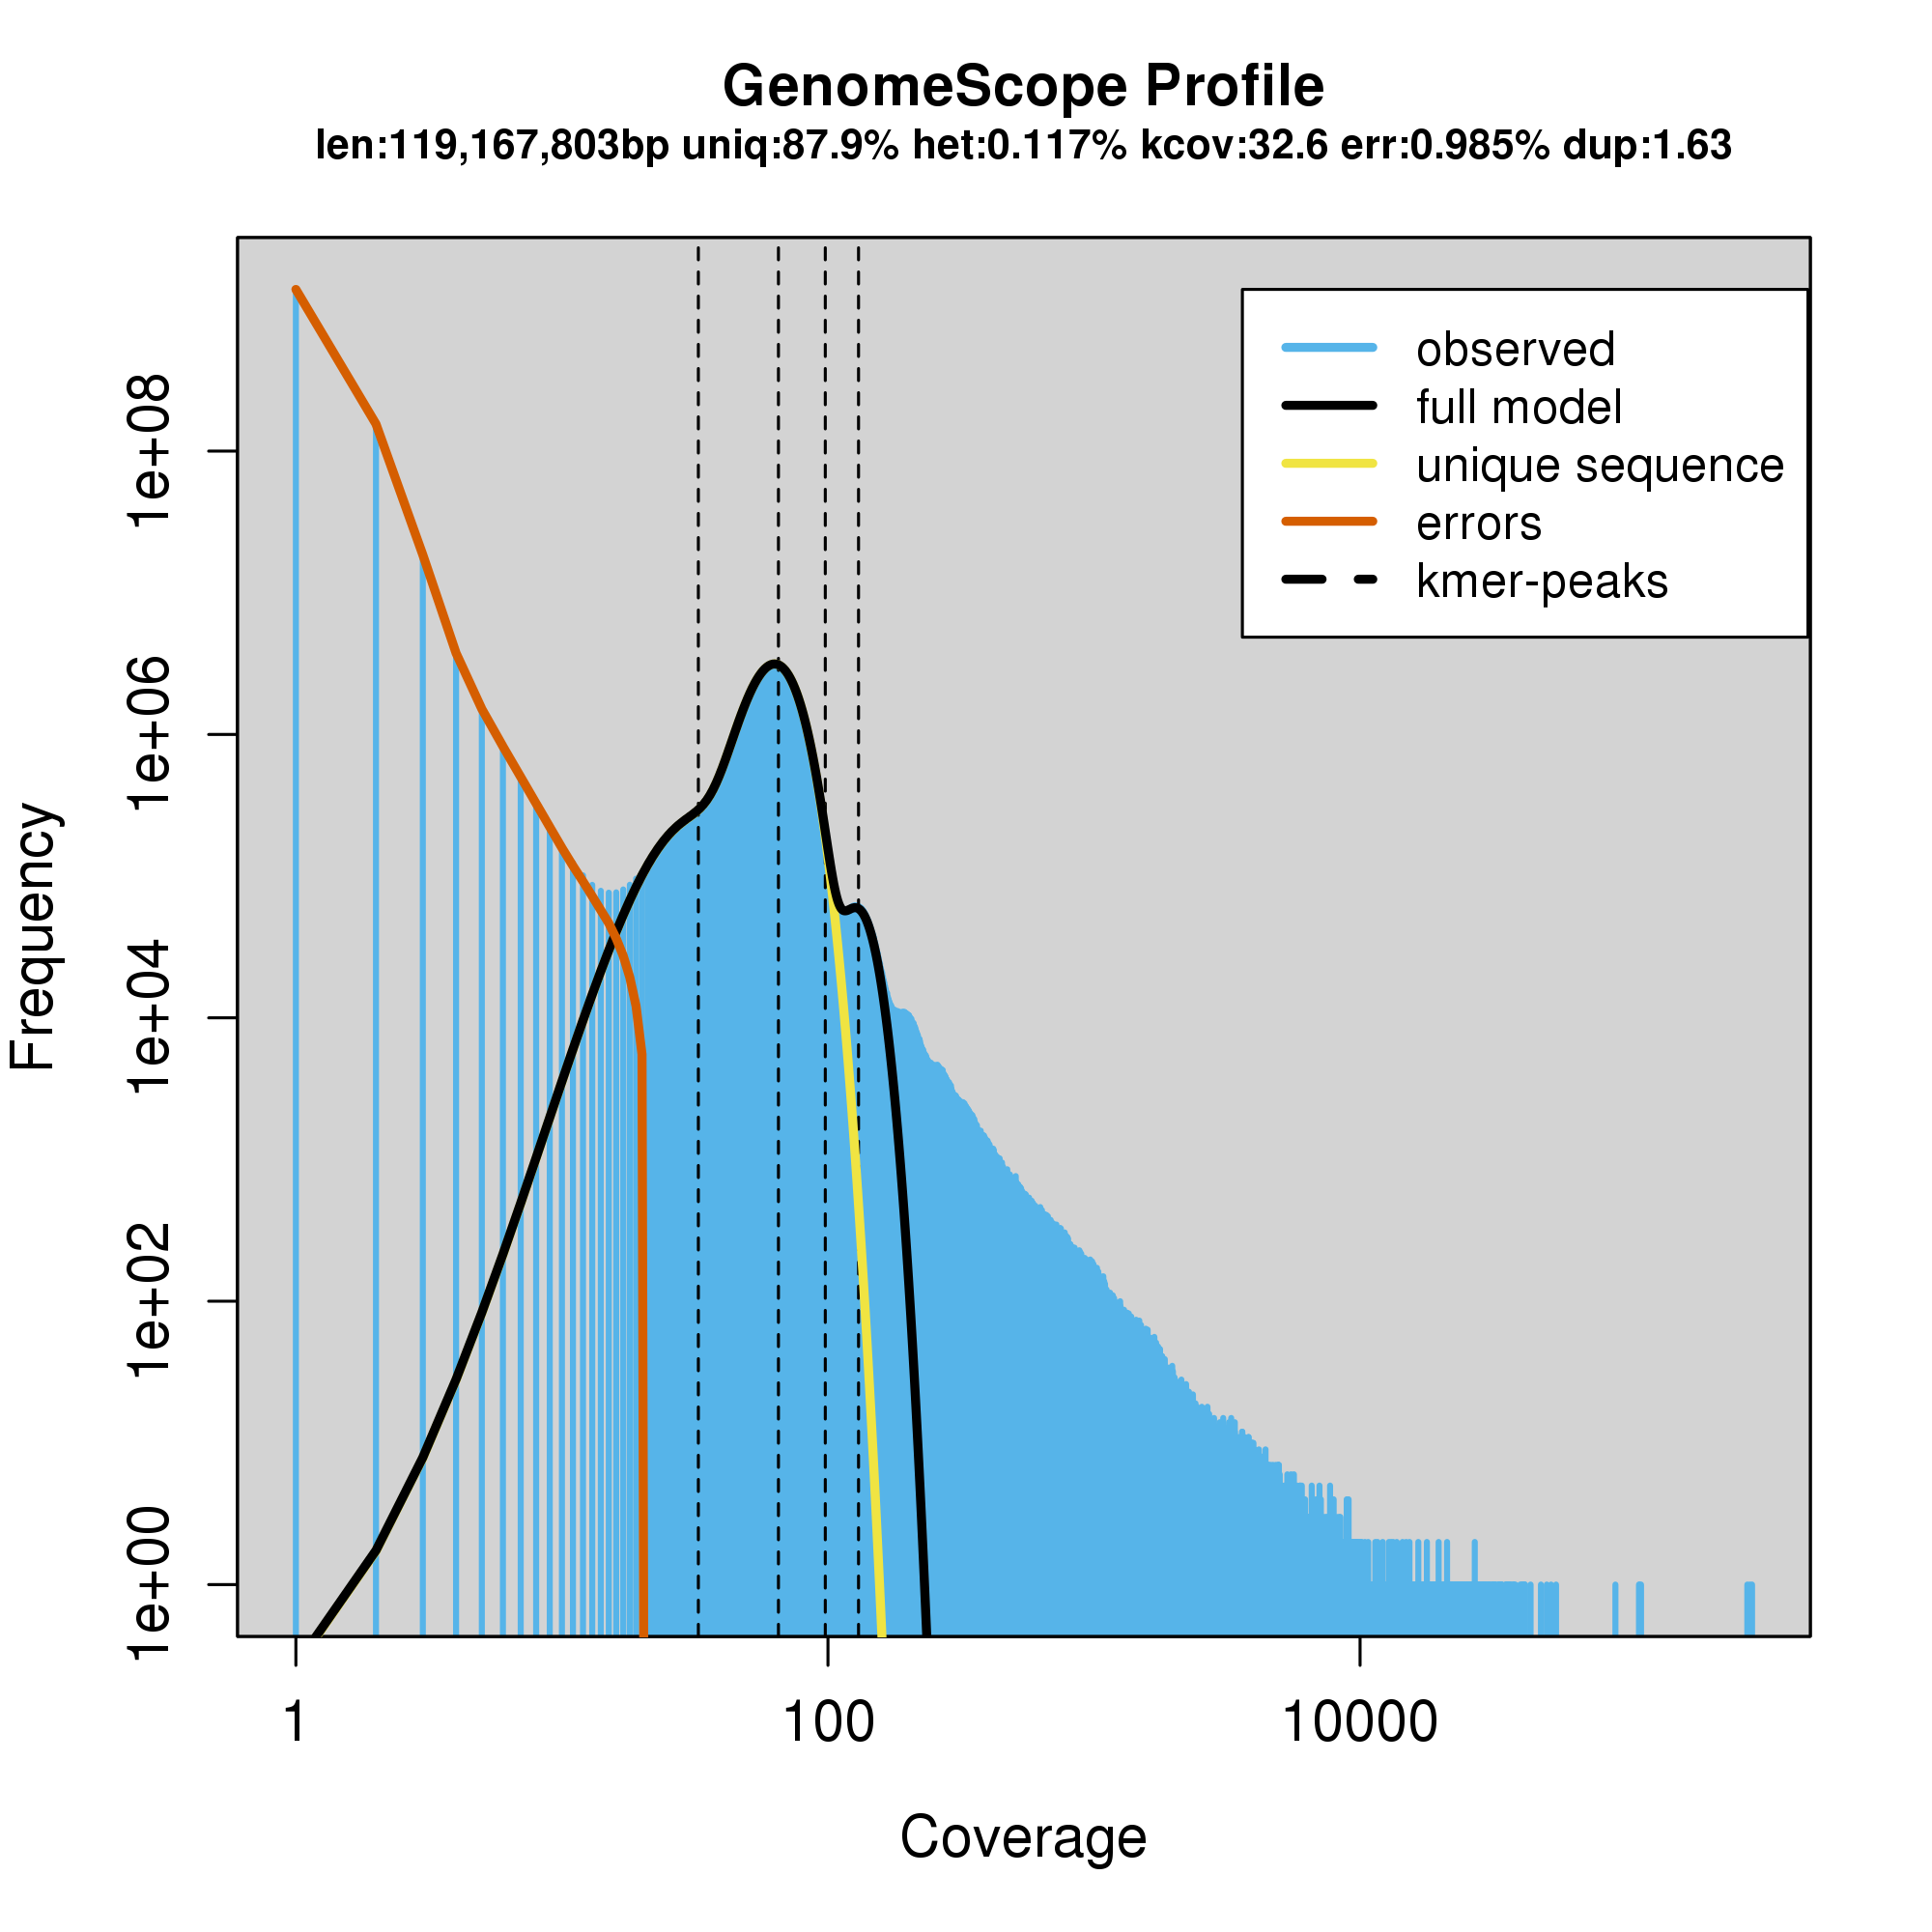 GenomeScope Profile
len:119,167,803bp uniq:87.9% het:0.117% kcov:32.6 err:0.985% dup:1.63
observed
full model
unique sequence
errors
kmer-peaks
Frequency
1e+08
1e+06
1e+04
1e+02
1e+00
1 100 10000
Coverage